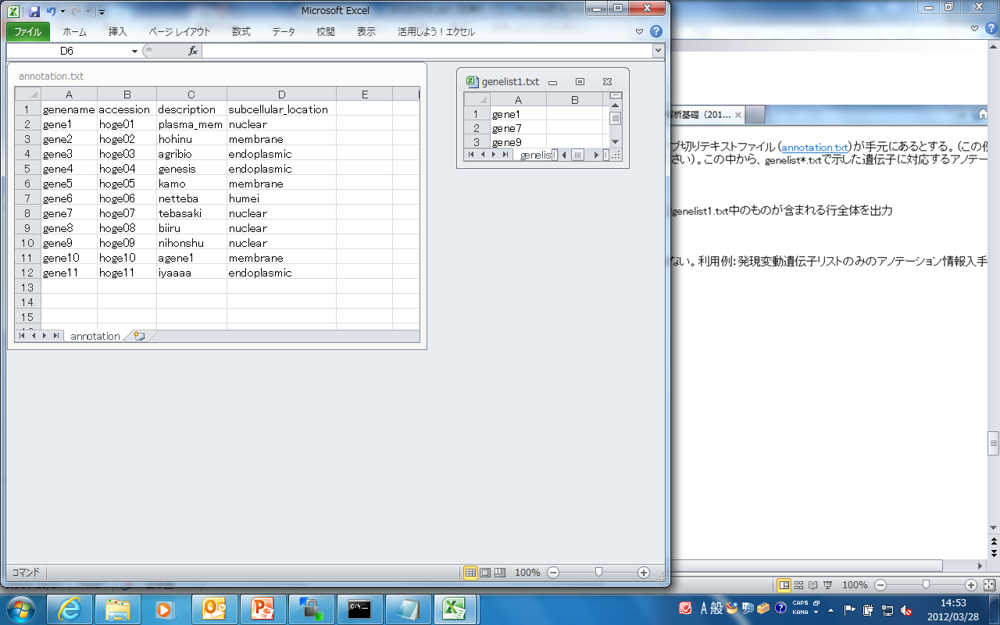 Microsoft Excel
ファイル ホーム 挿入 ページ レイアウト 数式 データ 校閲 表示 活用しよう！エクセル
D6 fx
annotation.txt
A B C D E
1 genename accession description subcellular_location
2 gene1 hoge01 plasma_mem nuclear
3 gene2 hoge02 hohinu membrane
4 gene3 hoge03 agribio endoplasmic
5 gene4 hoge04 genesis endoplasmic
6 gene5 hoge05 kamo membrane
7 gene6 hoge06 netteba humei
8 gene7 hoge07 tebasaki nuclear
9 gene8 hoge08 biiru nuclear
10 gene9 hoge09 nihonshu nuclear
11 gene10 hoge10 agene1 membrane
12 gene11 hoge11 iyaaaa endoplasmic
13
14
15
annotation
genelist1.txt
A B
1 gene1
2 gene7
3 gene9
genelist
析基礎（201...
ブ切りテキストファイル（annotation.txt）が手元にあるとする。（この
さい）。この中から、genelist*.txtで示した遺伝子に対応するアノテー
genelist1.txt中のものが含まれる行全体を出力
ない。利用例：発現変動遺伝子リストのみのアノテーション情報入手
コマンド 100%
100%
A 般 CAPS KANA
14:53
2012/03/28